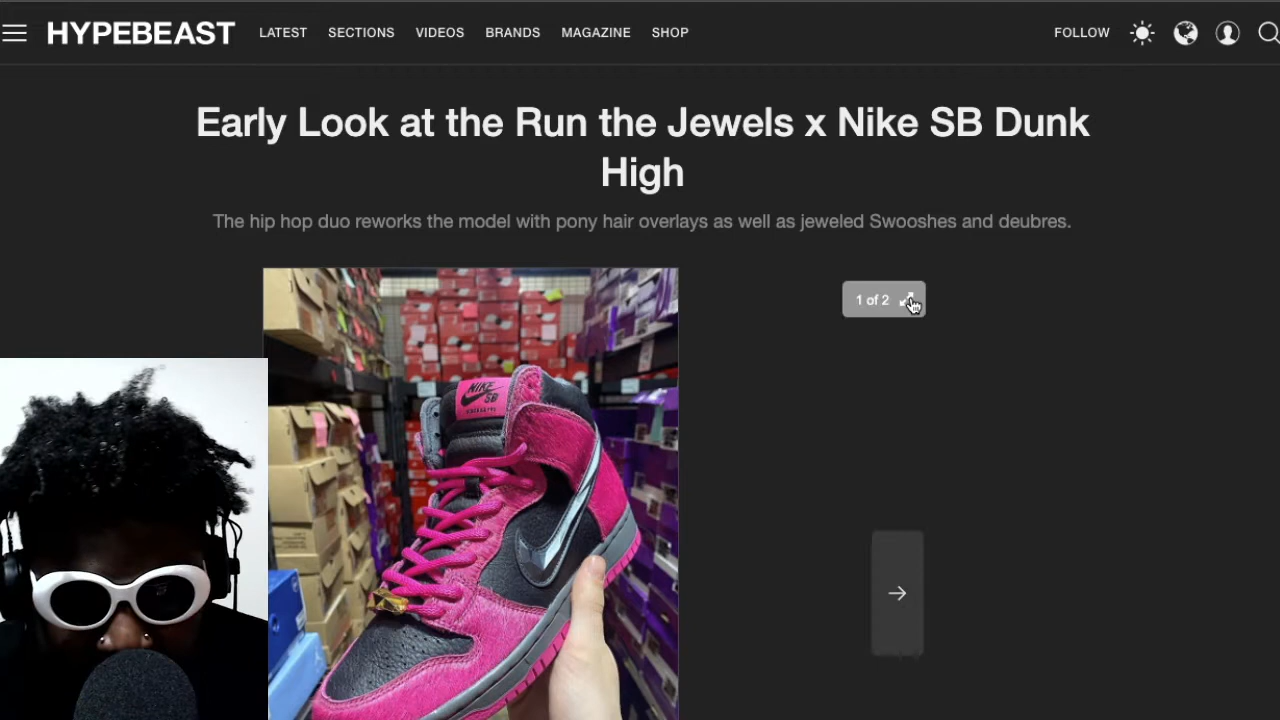 HYPEBEAST LATEST SECTIONS VIDEOS BRANDS MAGAZINE SHOP FOLLOW
Early Look at the Run the Jewels x Nike SB Dunk
High
The hip hop duo reworks the model with pony hair overlays as well as jeweled Swooshes and deubres.
1 of 2
NIKE
SB